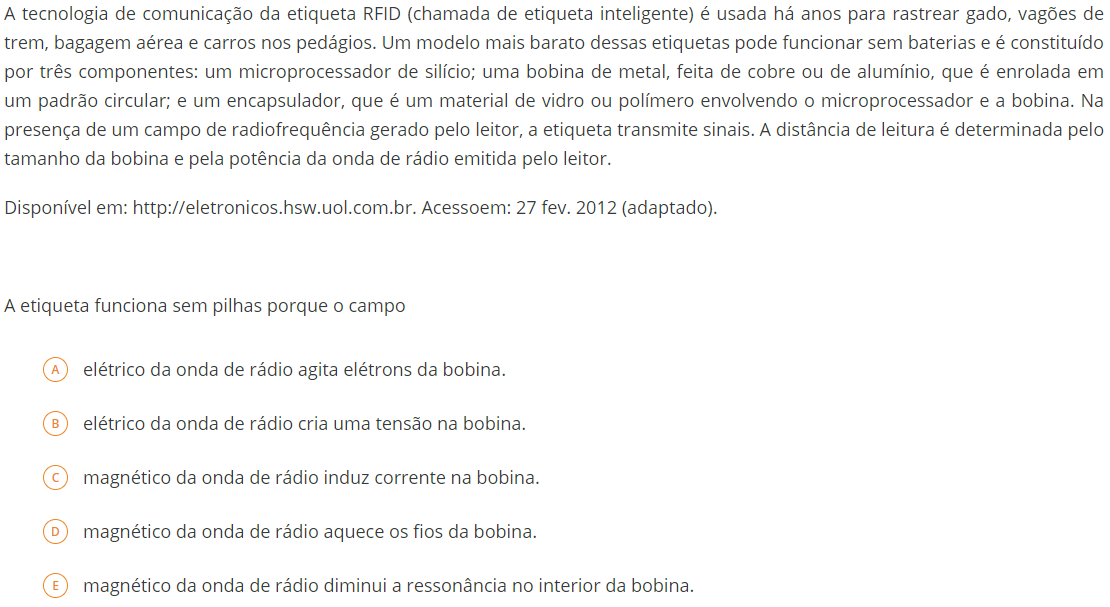 A tecnologia de comunicação da etiqueta RFID (chamada de etiqueta inteligente) é usada há anos para rastrear gado, vagões de
trem, bagagem aérea e carros nos pedágios. Um modelo mais barato dessas etiquetas pode funcionar sem baterias e é constituído
por três componentes: um microprocessador de silício; uma bobina de metal, feita de cobre ou de alumínio, que é enrolada em
um padrão circular; e um encapsulador, que é um material de vidro ou polímero envolvendo o microprocessador e a bobina. Na
presença de um campo de radiofrequência gerado pelo leitor, a etiqueta transmite sinais. A distância de leitura é determinada pelo
tamanho da bobina e pela potência da onda de rádio emitida pelo leitor.
Disponível em: http://eletronicos.hsw.uol.com.br. Acessoem: 27 fev. 2012 (adaptado).
A etiqueta funciona sem pilhas porque o campo
A elétrico da onda de rádio agita elétrons da bobina.
B elétrico da onda de rádio cria uma tensão na bobina.
C magnético da onda de rádio induz corrente na bobina.
D magnético da onda de rádio aquece os fios da bobina.
E magnético da onda de rádio diminui a ressonância no interior da bobina.